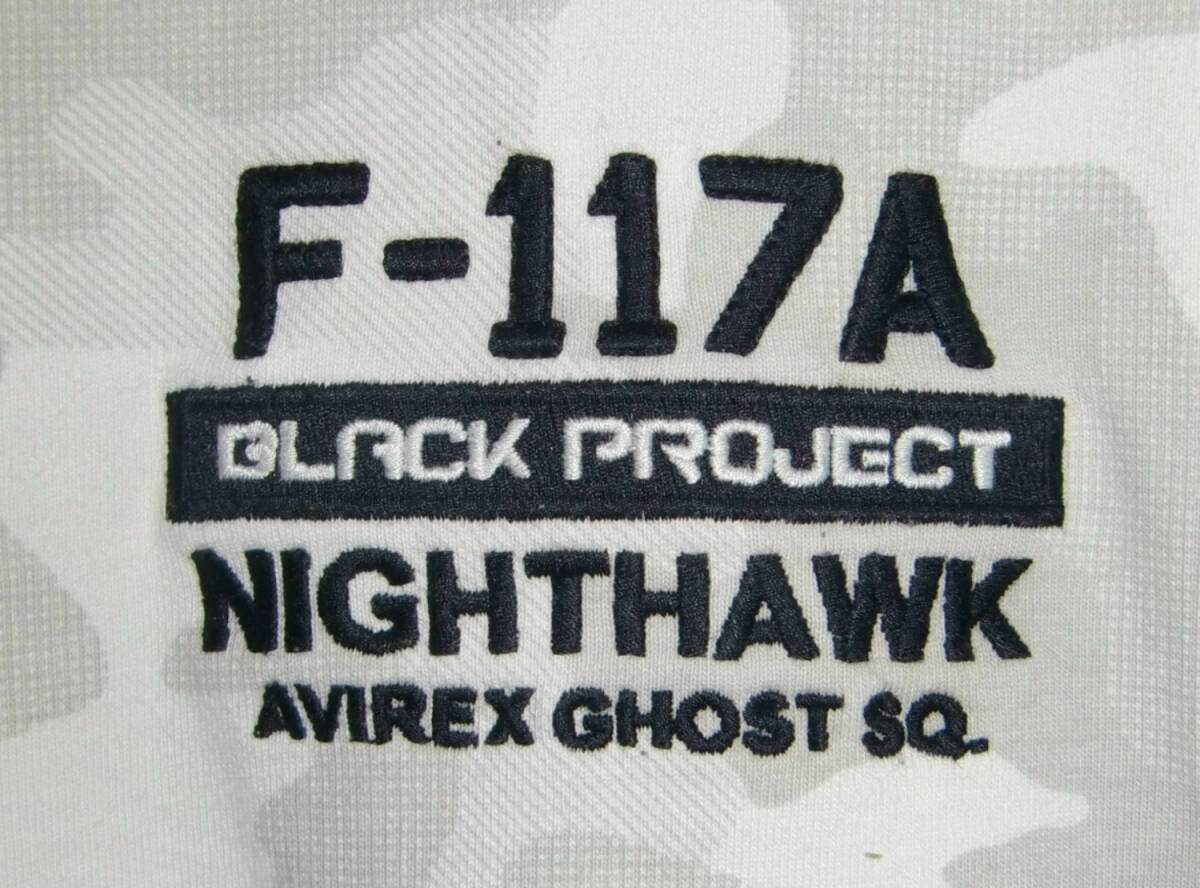 F-117A
BLACK PROJECT
NIGHTHAWK
AVIREX GHOST SQ.